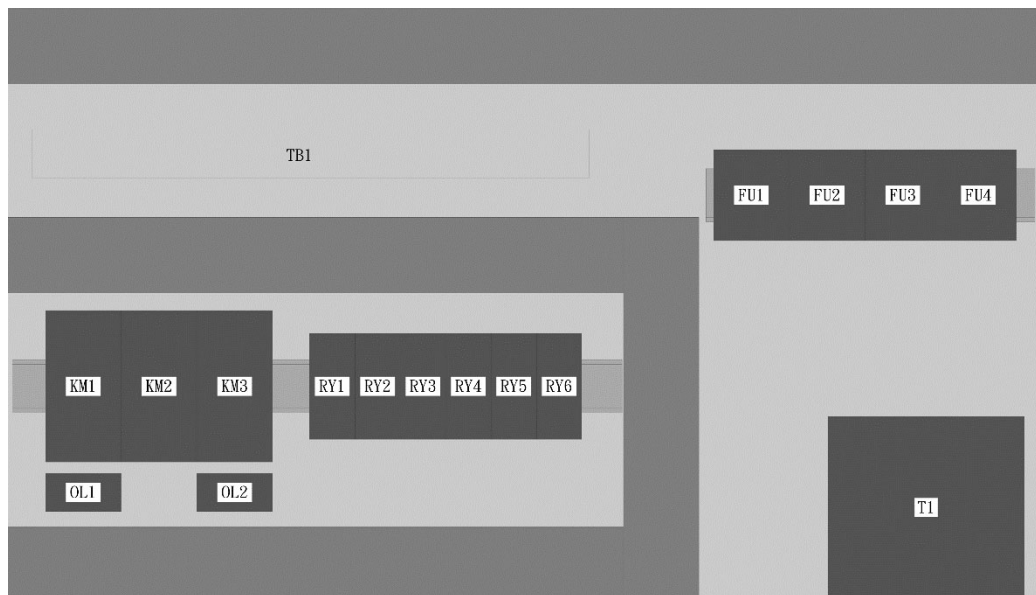 TB1
FU1 FU2 FU3 FU4
KM1 KM2 KM3 RY1 RY2 RY3 RY4 RY5 RY6
OL1 OL2
T1